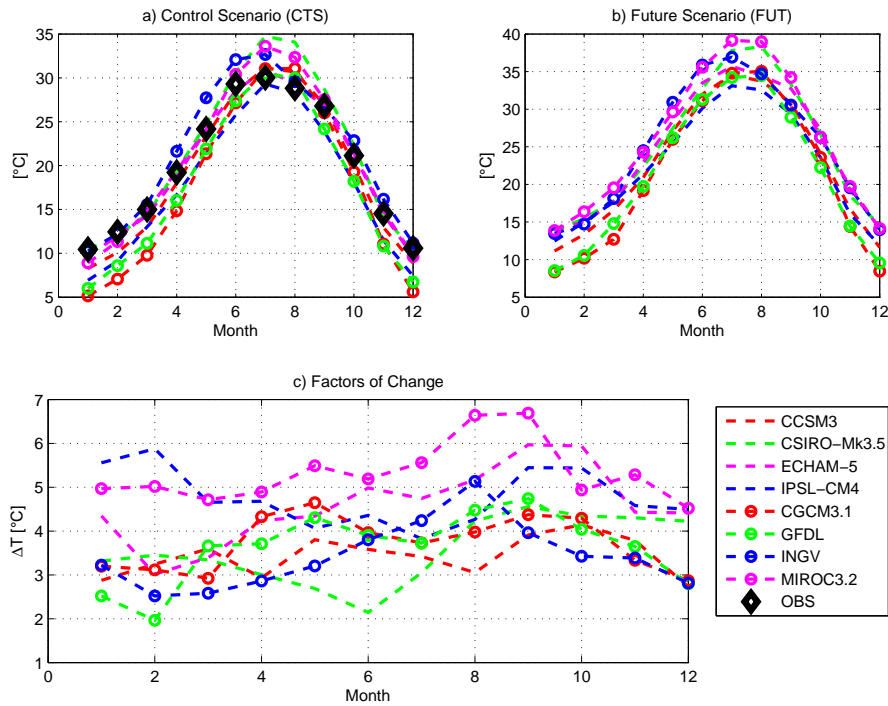 a) Control Scenario (CTS)
35
30
25
20
15
10
5
[°C]
0 2 4 6 8 10 12
Month
b) Future Scenario (FUT)
40
35
30
25
20
15
10
5
[°C]
0 2 4 6 8 10 12
Month
c) Factors of Change
7
6
5
4
3
2
1
ΔT [°C]
0 2 4 6 8 10 12
Month
CCSM3
CSIRO−Mk3.5
ECHAM−5
IPSL−CM4
CGCM3.1
GFDL
INGV
MIROC3.2
OBS